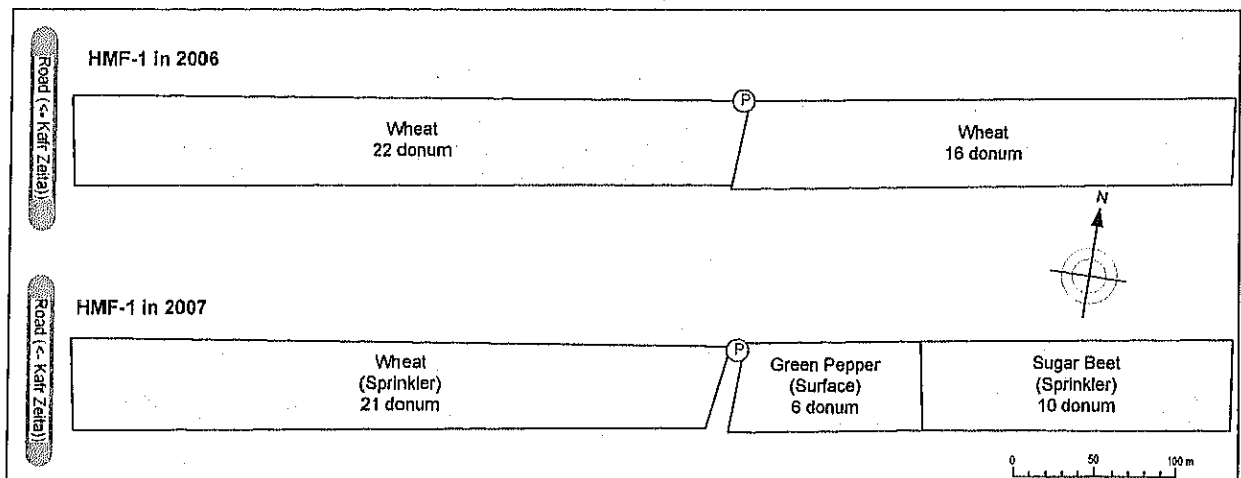 Road (<- Kafr Zeita))
HMF-1 in 2006
P
Wheat
22 donum
Wheat
16 donum
N
Road (<- Kafr Zeita))
HMF-1 in 2007
Wheat
(Sprinkler)
21 donum
P
Green Pepper
(Surface)
6 donum
Sugar Beet
(Sprinkler)
10 donum
0 50 100 m